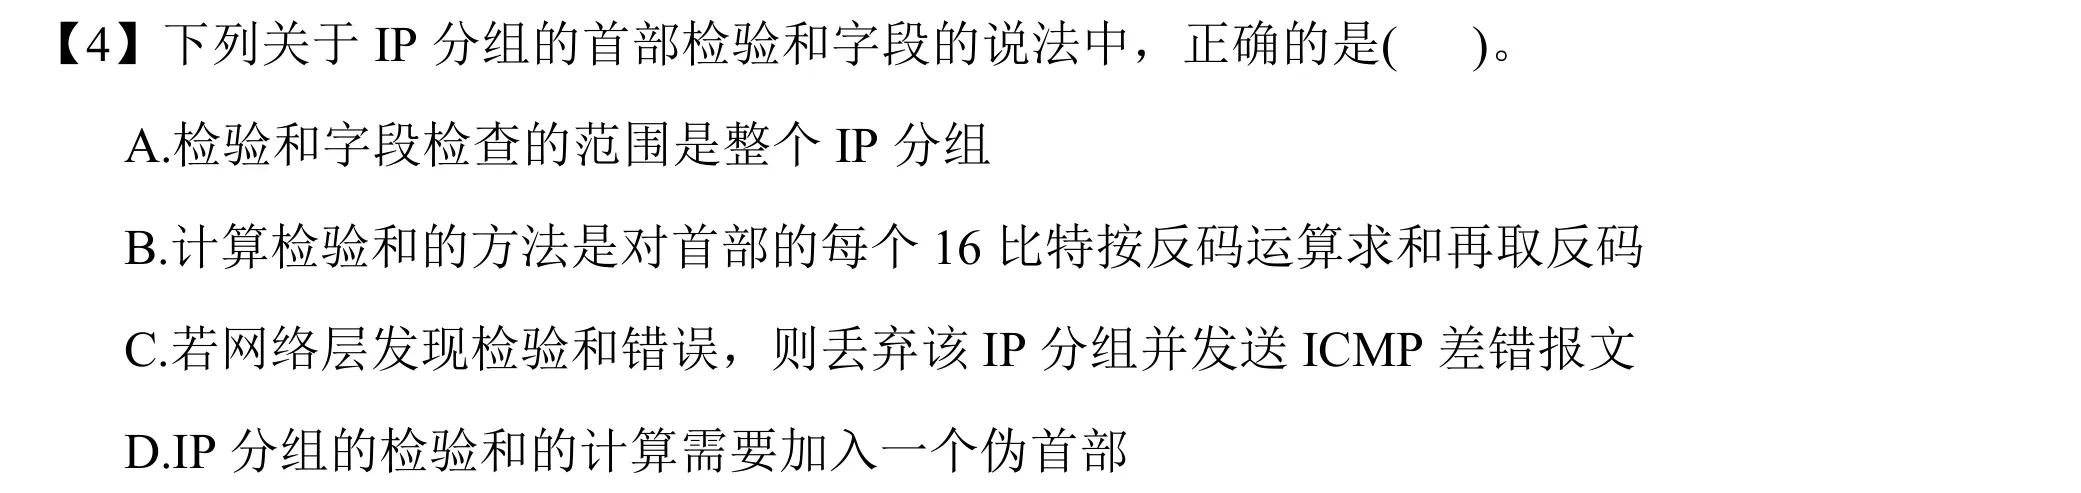 【4】下列关于 IP 分组的首部检验和字段的说法中，正确的是(　　)。
A.检验和字段检查的范围是整个 IP 分组
B.计算检验和的方法是对首部的每个 16 比特按反码运算求和再取反码
C.若网络层发现检验和错误，则丢弃该 IP 分组并发送 ICMP 差错报文
D.IP 分组的检验和的计算需要加入一个伪首部